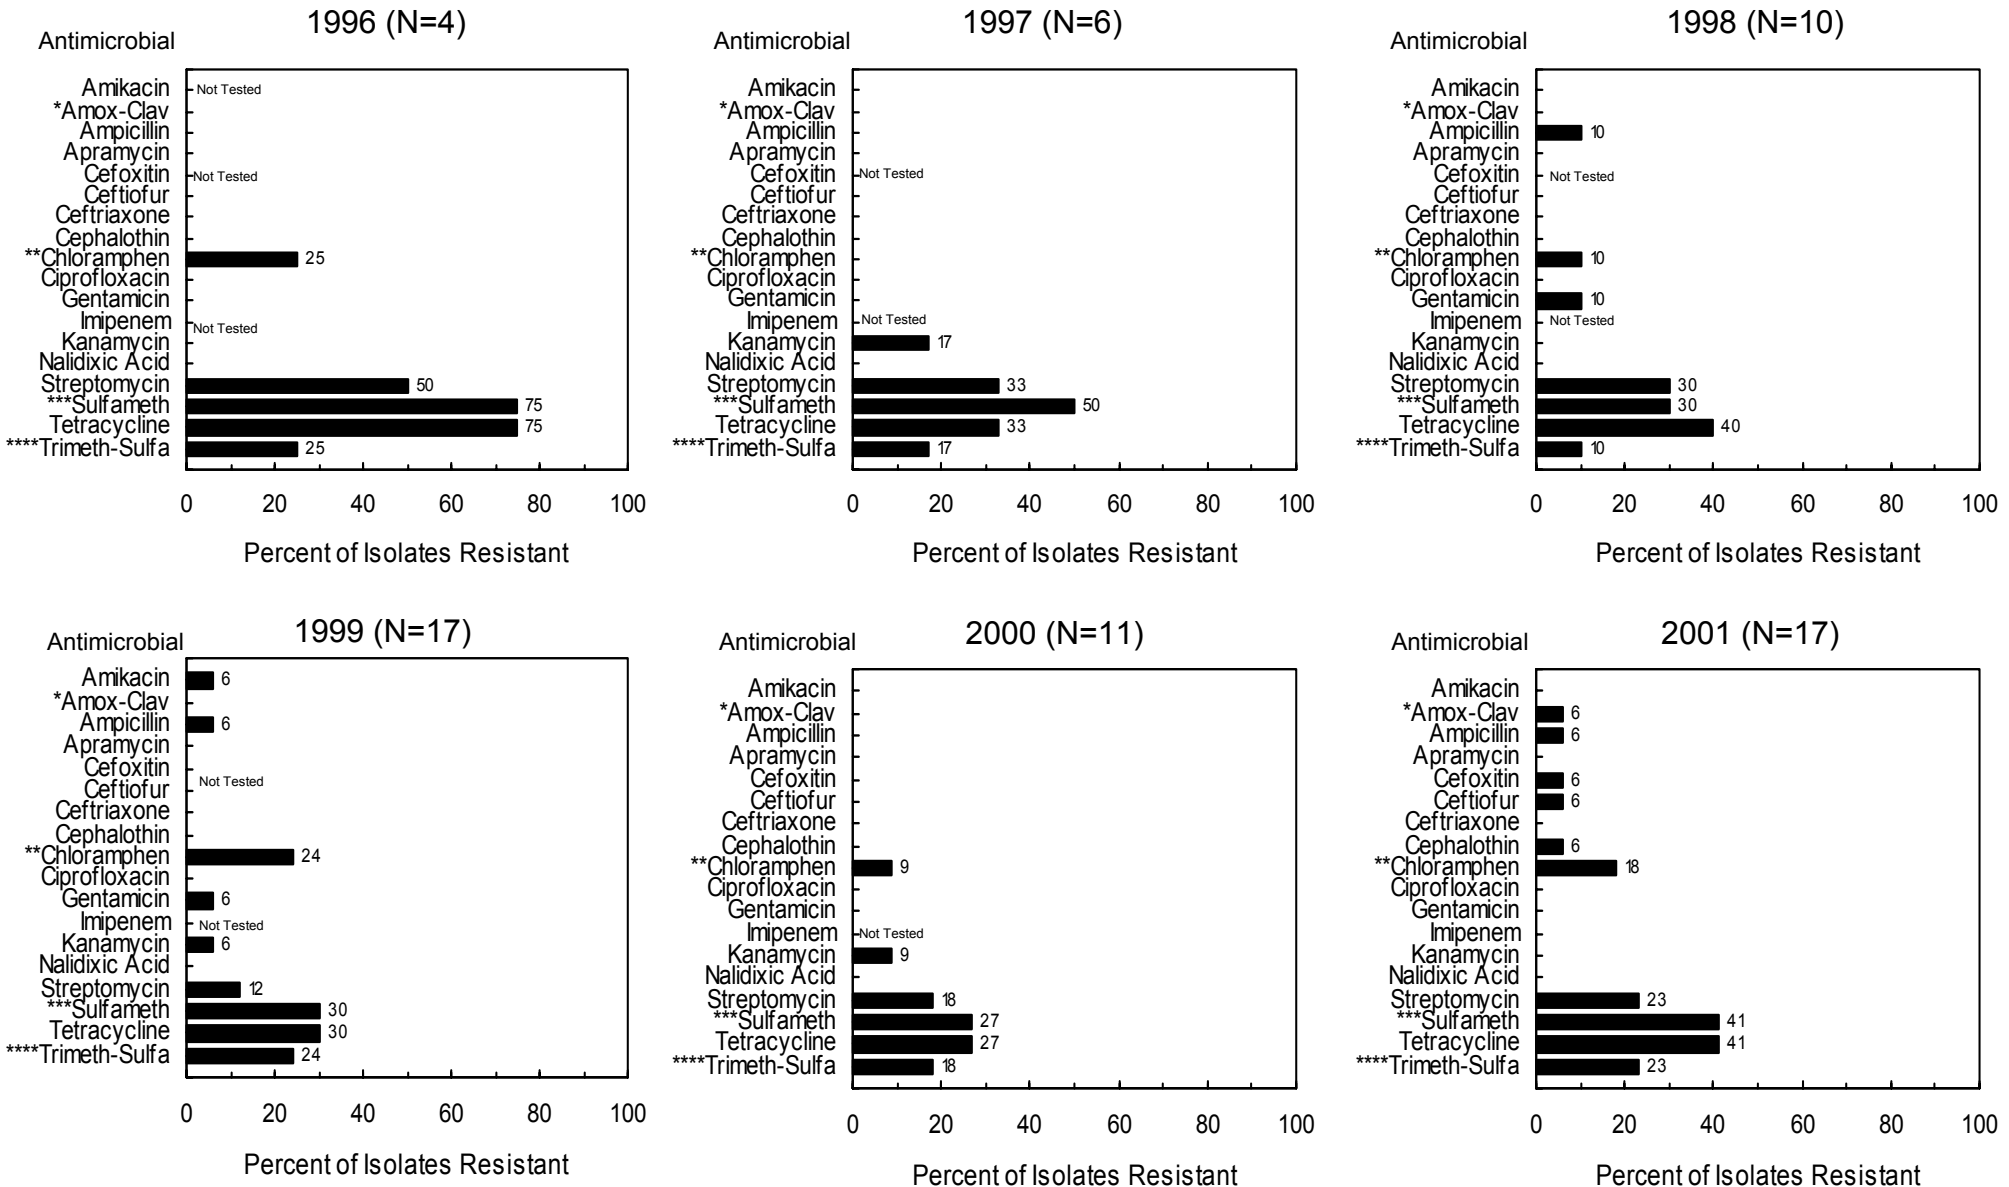 1996 (N=4)
Antimicrobial
Amikacin Not Tested
*Amox-Clav
Ampicillin
Apramycin
Cefoxitin Not Tested
Ceftiofur
Ceftriaxone
Cephalothin
**Chloramphen 25
Ciprofloxacin
Gentamicin
Imipenem Not Tested
Kanamycin
Nalidixic Acid
Streptomycin 50
***Sulfameth 75
Tetracycline 75
****Trimeth-Sulfa 25
0 20 40 60 80 100
Percent of Isolates Resistant
1997 (N=6)
Antimicrobial
Amikacin
*Amox-Clav
Ampicillin
Apramycin
Cefoxitin Not Tested
Ceftiofur
Ceftriaxone
Cephalothin
**Chloramphen
Ciprofloxacin
Gentamicin
Imipenem Not Tested
Kanamycin 17
Nalidixic Acid
Streptomycin 33
***Sulfameth 50
Tetracycline 33
****Trimeth-Sulfa 17
0 20 40 60 80 100
Percent of Isolates Resistant
1998 (N=10)
Antimicrobial
Amikacin
*Amox-Clav
Ampicillin 10
Apramycin
Cefoxitin Not Tested
Ceftiofur
Ceftriaxone
Cephalothin
**Chloramphen 10
Ciprofloxacin
Gentamicin 10
Imipenem Not Tested
Kanamycin
Nalidixic Acid
Streptomycin 30
***Sulfameth 30
Tetracycline 40
****Trimeth-Sulfa 10
0 20 40 60 80 100
Percent of Isolates Resistant
1999 (N=17)
Antimicrobial
Amikacin 6
*Amox-Clav
Ampicillin 6
Apramycin
Cefoxitin
Not Tested
Ceftiofur
Ceftriaxone
Cephalothin
**Chloramphen 24
Ciprofloxacin
Gentamicin 6
Imipenem Not Tested
Kanamycin 6
Nalidixic Acid
Streptomycin 12
***Sulfameth 30
Tetracycline 30
****Trimeth-Sulfa 24
0 20 40 60 80 100
Percent of Isolates Resistant
2000 (N=11)
Antimicrobial
Amikacin
*Amox-Clav
Ampicillin
Apramycin
Cefoxitin
Ceftiofur
Ceftriaxone
Cephalothin
**Chloramphen 9
Ciprofloxacin
Gentamicin
Imipenem Not Tested
Kanamycin 9
Nalidixic Acid
Streptomycin 18
***Sulfameth 27
Tetracycline 27
****Trimeth-Sulfa 18
0 20 40 60 80 100
Percent of Isolates Resistant
2001 (N=17)
Antimicrobial
Amikacin
*Amox-Clav 6
Ampicillin 6
Apramycin
Cefoxitin 6
Ceftiofur 6
Ceftriaxone
Cephalothin 6
**Chloramphen 18
Ciprofloxacin
Gentamicin
Imipenem
Kanamycin
Nalidixic Acid
Streptomycin 23
***Sulfameth 41
Tetracycline 41
****Trimeth-Sulfa 23
0 20 40 60 80 100
Percent of Isolates Resistant